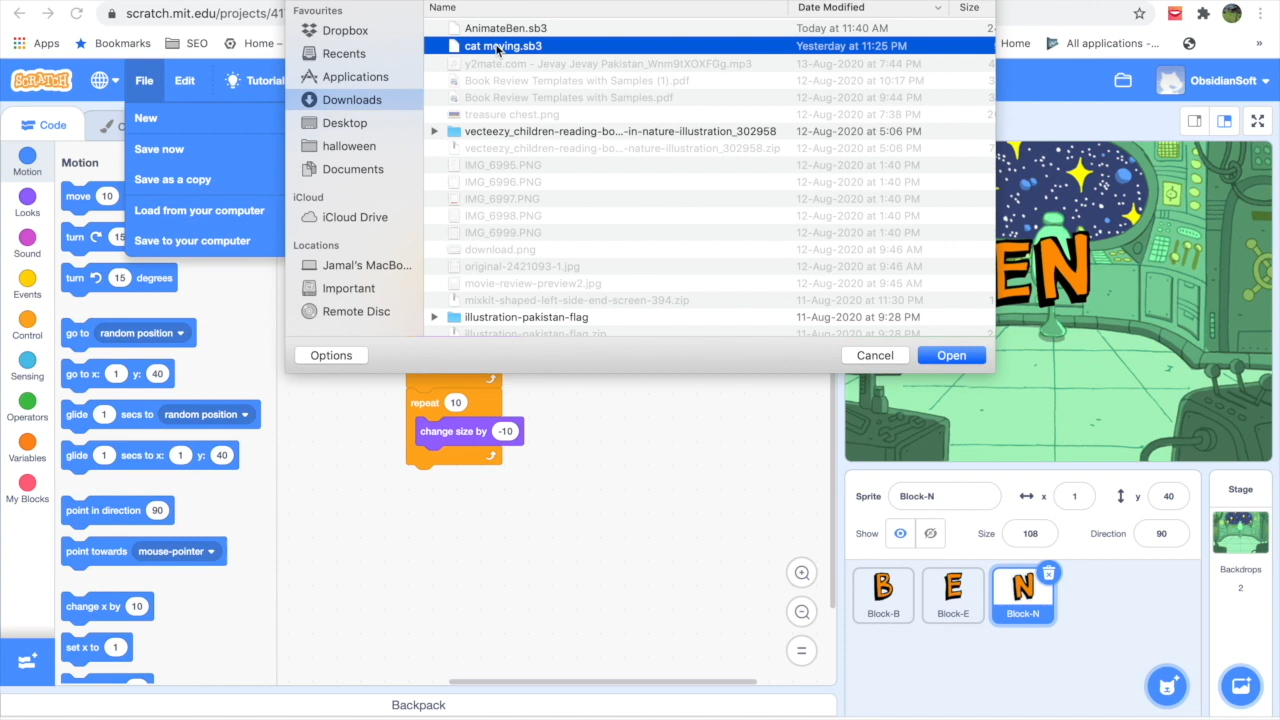 scratch.mit.edu/projects/41
Apps
Bookmarks
SEO
Home –
Home
All applications -...
»
SCRATCH
File
Edit
Tutorial
ObsidianSoft
New
Save now
Save as a copy
Load from your computer
Save to your computer
Favourites
Dropbox
Recents
Applications
Downloads
Desktop
halloween
Documents
iCloud
iCloud Drive
Locations
Jamal's MacBo...
Important
Remote Disc
Name
Date Modified
Size
AnimateBen.sb3
Today at 11:40 AM
cat moving.sb3
Yesterday at 11:25 PM
y2mate.com - Jevay Jevay Pakistan_Wnm9tXOXFGg.mp3
13-Aug-2020 at 7:44 PM
Book Review Templates with Samples (1).pdf
12-Aug-2020 at 10:17 PM
Book Review Templates with Samples.pdf
12-Aug-2020 at 9:44 PM
treasure chest.png
12-Aug-2020 at 7:38 PM
vecteezy_children-reading-bo...-in-nature-illustration_302958
12-Aug-2020 at 5:06 PM
vecteezy_children-reading-bo...-nature-illustration_302958.zip
12-Aug-2020 at 5:06 PM
IMG_6995.PNG
12-Aug-2020 at 1:40 PM
IMG_6996.PNG
12-Aug-2020 at 1:40 PM
IMG_6997.PNG
12-Aug-2020 at 1:40 PM
IMG_6998.PNG
12-Aug-2020 at 1:40 PM
IMG_6999.PNG
12-Aug-2020 at 1:40 PM
download.png
12-Aug-2020 at 9:46 AM
original-2421093-1.jpg
12-Aug-2020 at 9:46 AM
movie-review-preview2.jpg
12-Aug-2020 at 9:45 AM
mixkit-shaped-left-side-end-screen-394.zip
11-Aug-2020 at 11:30 PM
illustration-pakistan-flag
11-Aug-2020 at 9:28 PM
illustration-pakistan-flag.zip
11-Aug-2020 at 9:28 PM
Options
Cancel
Open
Code
Motion
Looks
Sound
Events
Control
Sensing
Operators
Variables
My Blocks
Motion
move 10
turn 15
turn 15 degrees
go to random position
go to x: 1 y: 40
glide 1 secs to random position
glide 1 secs to x: 1 y: 40
point in direction 90
point towards mouse-pointer
change x by 10
set x to 1
repeat 10
change size by -10
Backpack
EN
Sprite Block-N x 1 y 40
Show Size 108 Direction 90
B
Block-B
E
Block-E
N
Block-N
Stage
Backdrops
2